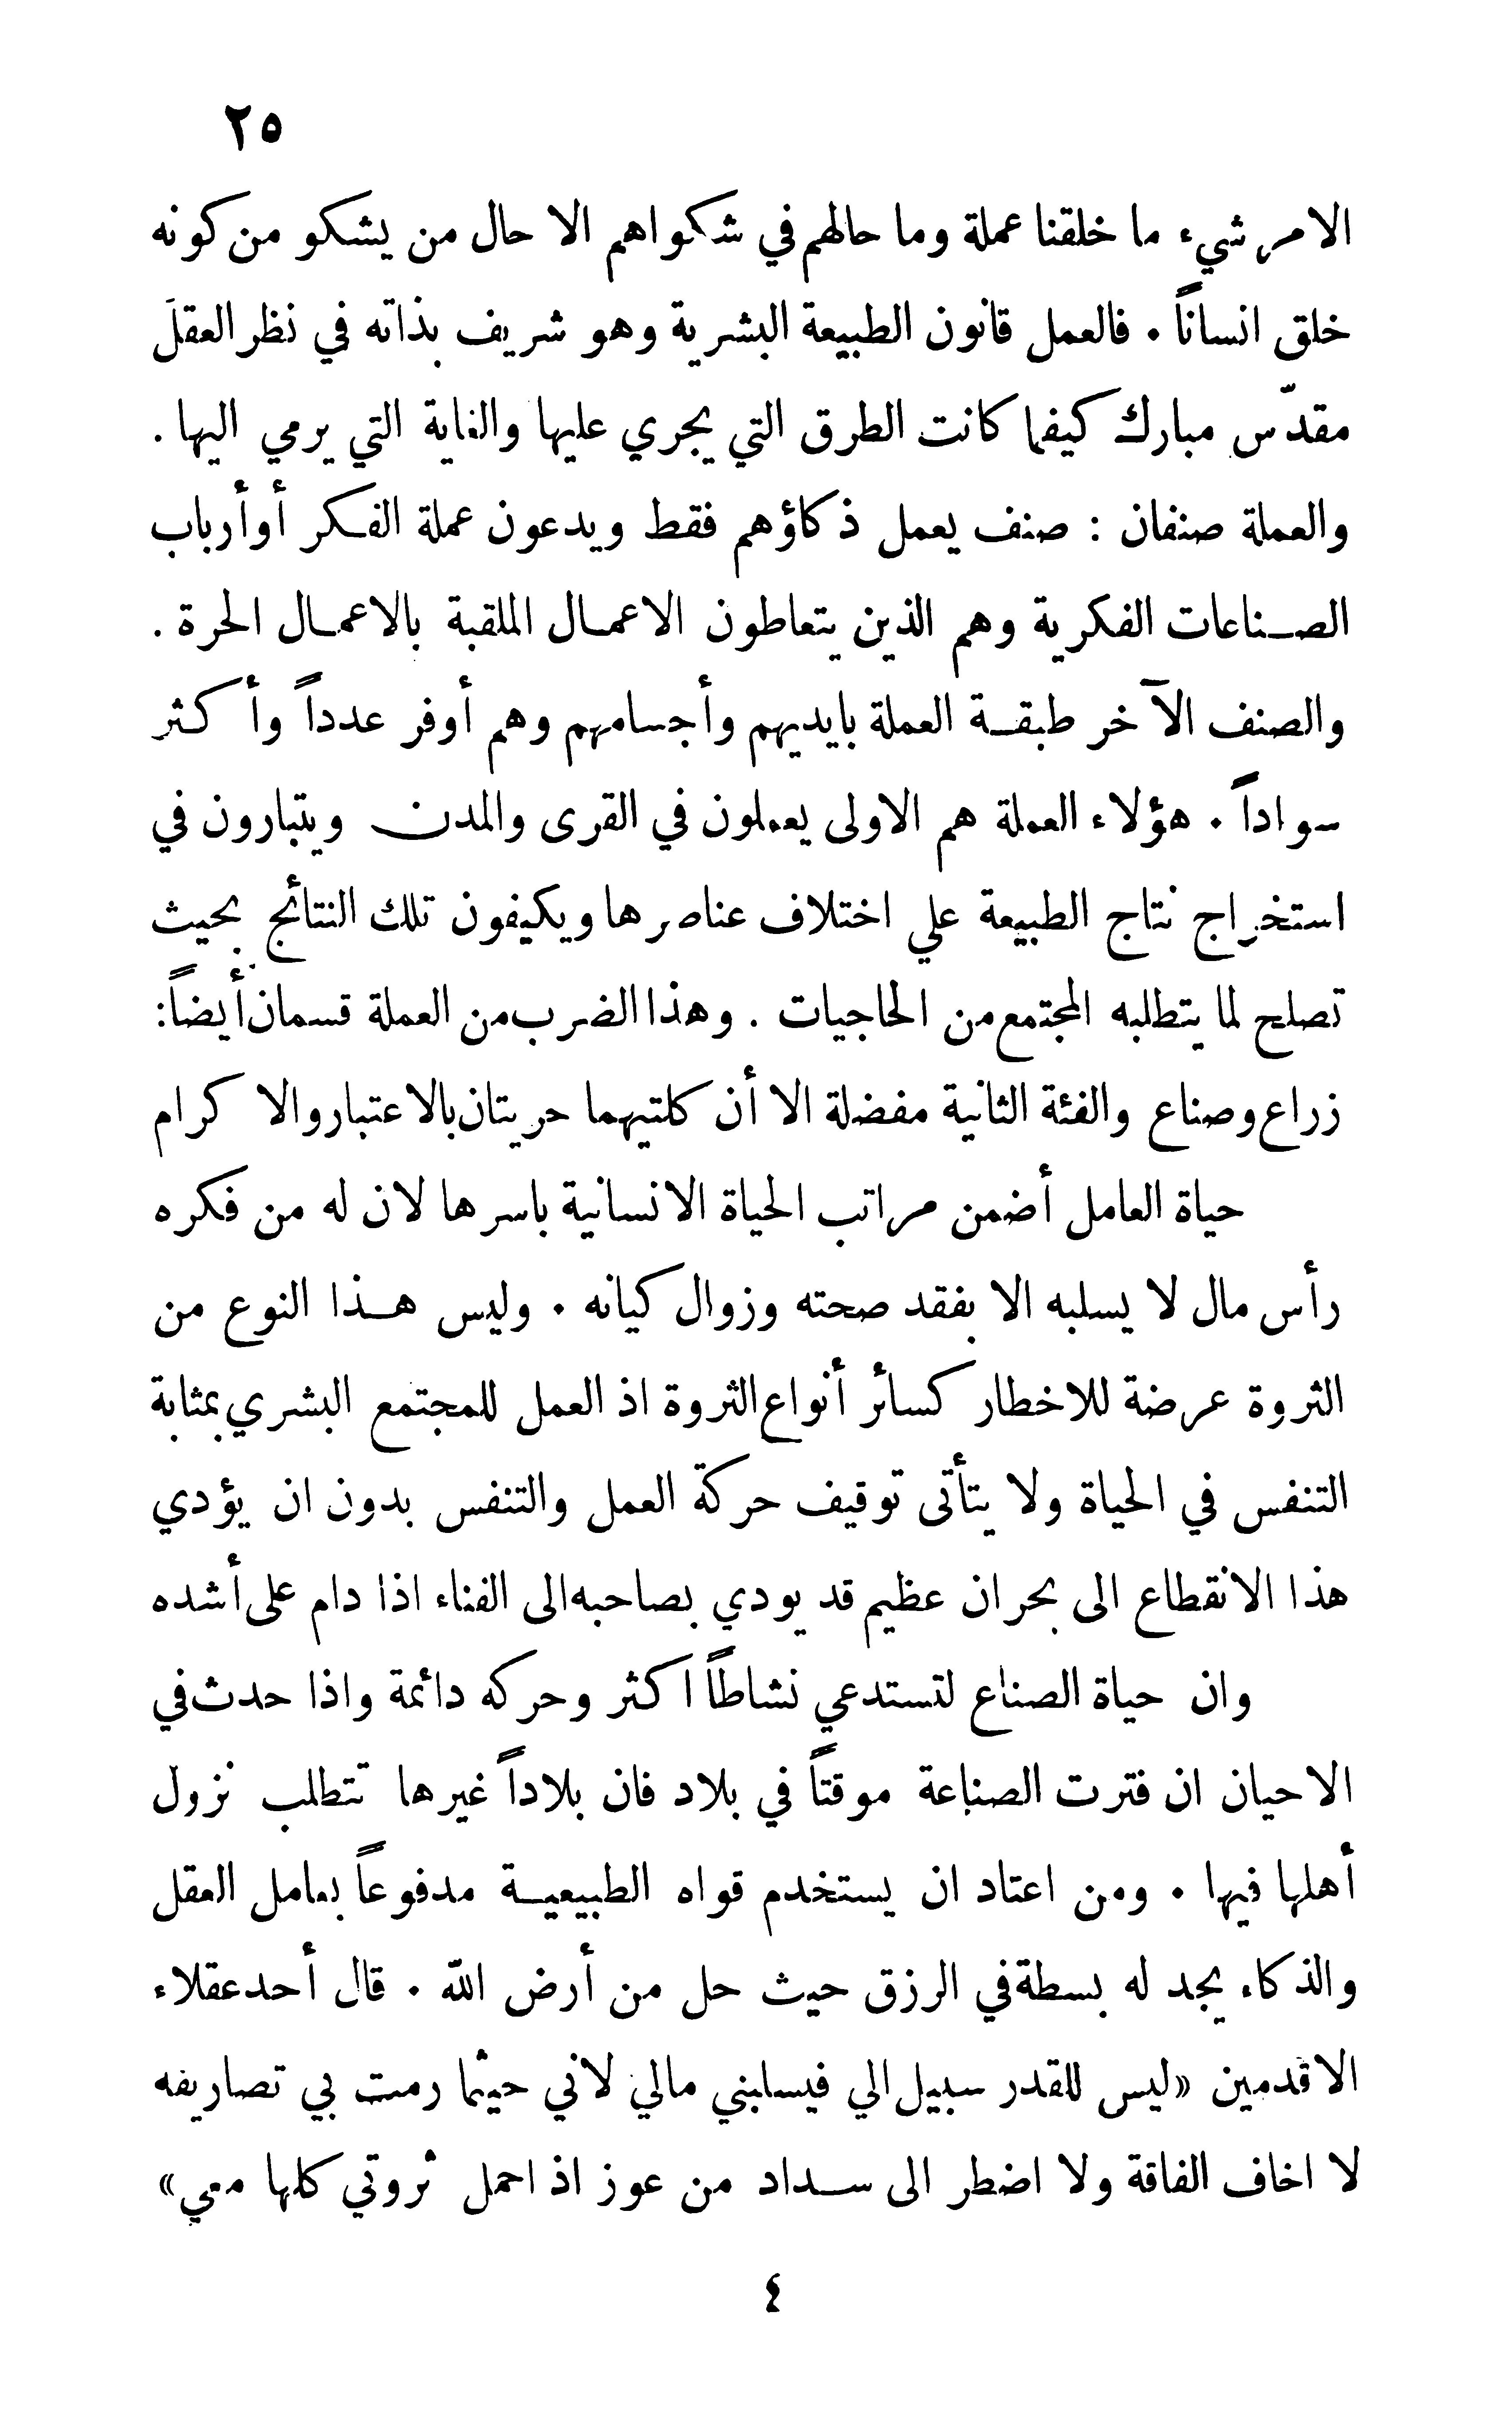 ٢٥
الامر شيء ما خلقنا عملة وما حالهم في شكواهم الا حال من يشكو من كونه
خلق انساناً . فالعمل قانون الطبيعة البشرية وهو شريف بذاته في نظر العقل
مقدّس مبارك كيفما كانت الطرق التي يجري عليها والغاية التي يرمي اليها .
والعملة صنفان : صنف يعمل ذكاؤهم فقط ويدعون عملة الفكر أو أرباب
الصناعات الفكرية وهم الذين يتعاطون الاعمال الملقبة بالاعمال الحرة .
والصنف الآخر طبقة العملة بايديهم وأجسامهم وهم أوفر عدداً وأكثر
سواداً . هؤلاء العملة هم الاولى يعملون في القرى والمدن ويتبارون في
استخراج نتاج الطبيعة علي اختلاف عناصرها ويكيفون تلك النتائج بحيث
تصلح لما يتطلبه المجتمع من الحاجيات . وهذا الضرب من العملة قسمان أيضاً:
زراع وصناع والفئة الثانية مفضلة الا أن كلتيهما حريتان بالاعتبار والاكرام
حياة العامل أضمن مراتب الحياة الانسانية باسرها لان له من فكره
رأس مال لا يسلبه الا بفقد صحته وزوال كيانه . وليس هذا النوع من
الثروة عرضة للاخطار كسائر أنواع الثروة اذ العمل للمجتمع البشري بمثابة
التنفس في الحياة ولا يتأتى توقيف حركة العمل والتنفس بدون ان يؤدي
هذا الانقطاع الى بحران عظيم قد يودي بصاحبه الى الفناء اذا دام على أشده
وان حياة الصناع لتستدعي نشاطاً اكثر وحركه دائمة واذا حدث في
الاحيان ان فترت الصناعة موقتاً في بلاد فان بلاداً غيرها تتطلب نزول
أهلها فيها . ومن اعتاد ان يستخدم قواه الطبيعية مدفوعاً بعامل العقل
والذكاء يجد له بسطة في الرزق حيث حل من أرض الله . قال أحد عقلاء
الاقدمين «ليس للقدر سبيل الي فيسلبني مالي لاني حيثما رمت بي تصاريفه
لا اخاف الفاقة ولا اضطر الى سداد من عوز اذ احمل ثروتي كلها معي»
٤